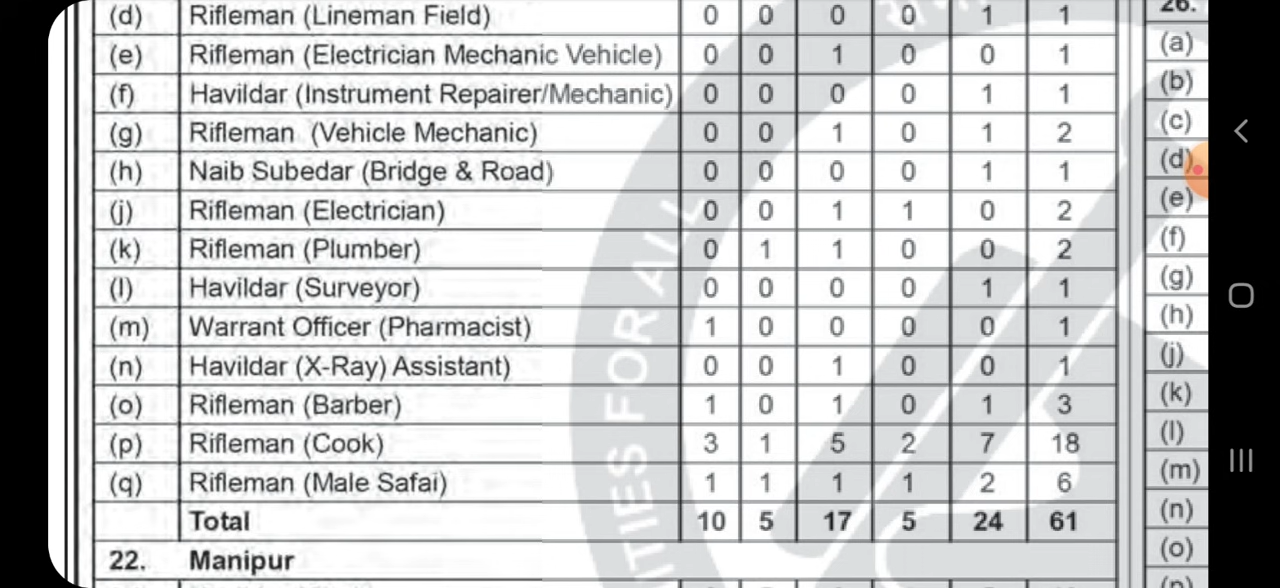 (d) Rifleman (Lineman Field) 0 0 0 0 1 1
(e) Rifleman (Electrician Mechanic Vehicle) 0 0 1 0 0 1
(f) Havildar (Instrument Repairer/Mechanic) 0 0 0 0 1 1
(g) Rifleman (Vehicle Mechanic) 0 0 1 0 1 2
(h) Naib Subedar (Bridge & Road) 0 0 0 0 1 1
(j) Rifleman (Electrician) 0 0 1 1 0 2
(k) Rifleman (Plumber) 0 1 1 0 0 2
(l) Havildar (Surveyor) 0 0 0 0 1 1
(m) Warrant Officer (Pharmacist) 1 0 0 0 0 1
(n) Havildar (X-Ray) Assistant) 0 0 1 0 0 1
(o) Rifleman (Barber) 1 0 1 0 1 3
(p) Rifleman (Cook) 3 1 5 2 7 18
(q) Rifleman (Male Safai) 1 1 1 1 2 6
Total 10 5 17 5 24 61
22. Manipur
26.
(a)
(b)
(c)
(d)
(e)
(f)
(g)
(h)
(j)
(k)
(l)
(m)
(n)
(o)
(p)
ITIES FOR ALL